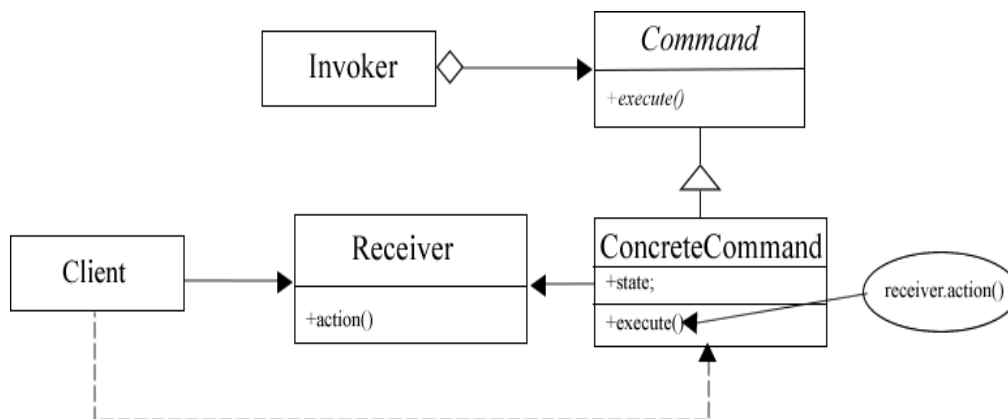 Command
Invoker
+execute()
Receiver
ConcreteCommand
Client
+state;
receiver.action()
+action()
+execute()